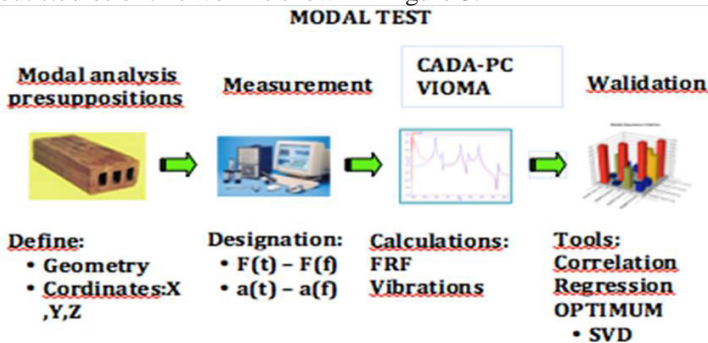 MODAL TEST
Modal analysis
presuppositions
Measurement
CADA-PC
VIOMA
Walidation
Define:
• Geometry
• Cordinates:X
,Y,Z
Designation:
• F(t) – F(f)
• a(t) – a(f)
Calculations:
FRF
Vibrations
Tools:
Correlation
Regression
OPTIMUM
• SVD